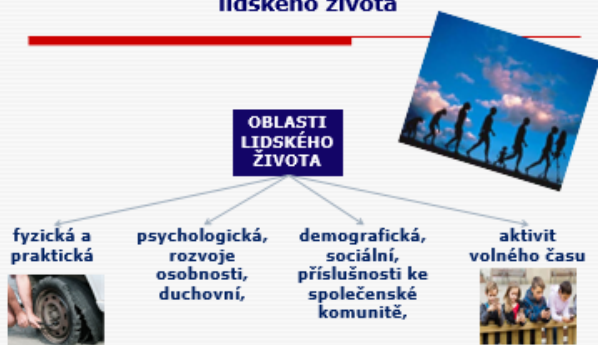 lidského života
OBLASTI
LIDSKÉHO
ŽIVOTA
fyzická a
praktická
psychologická,
rozvoje
osobnosti,
duchovní,
demografická,
sociální,
příslušnosti ke
společenské
komunitě,
aktivit
volného času